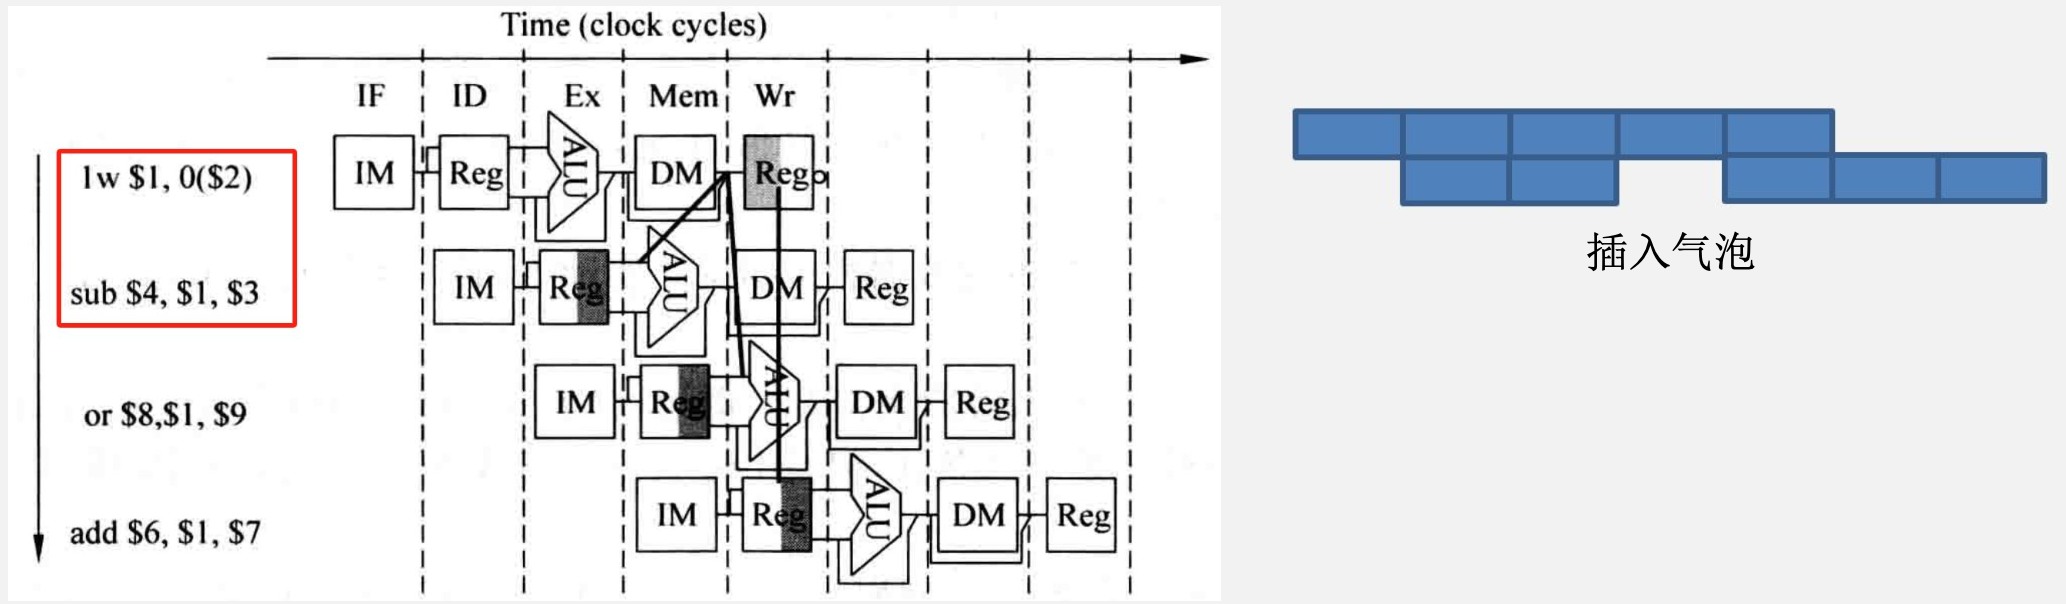 Time (clock cycles)
IF ID Ex Mem Wr
lw $1, 0($2)
IM Reg ALU DM Reg
sub $4, $1, $3
IM Reg ALU DM Reg
or $8,$1, $9
IM Reg ALU DM Reg
add $6, $1, $7
IM Reg ALU DM Reg
插入气泡